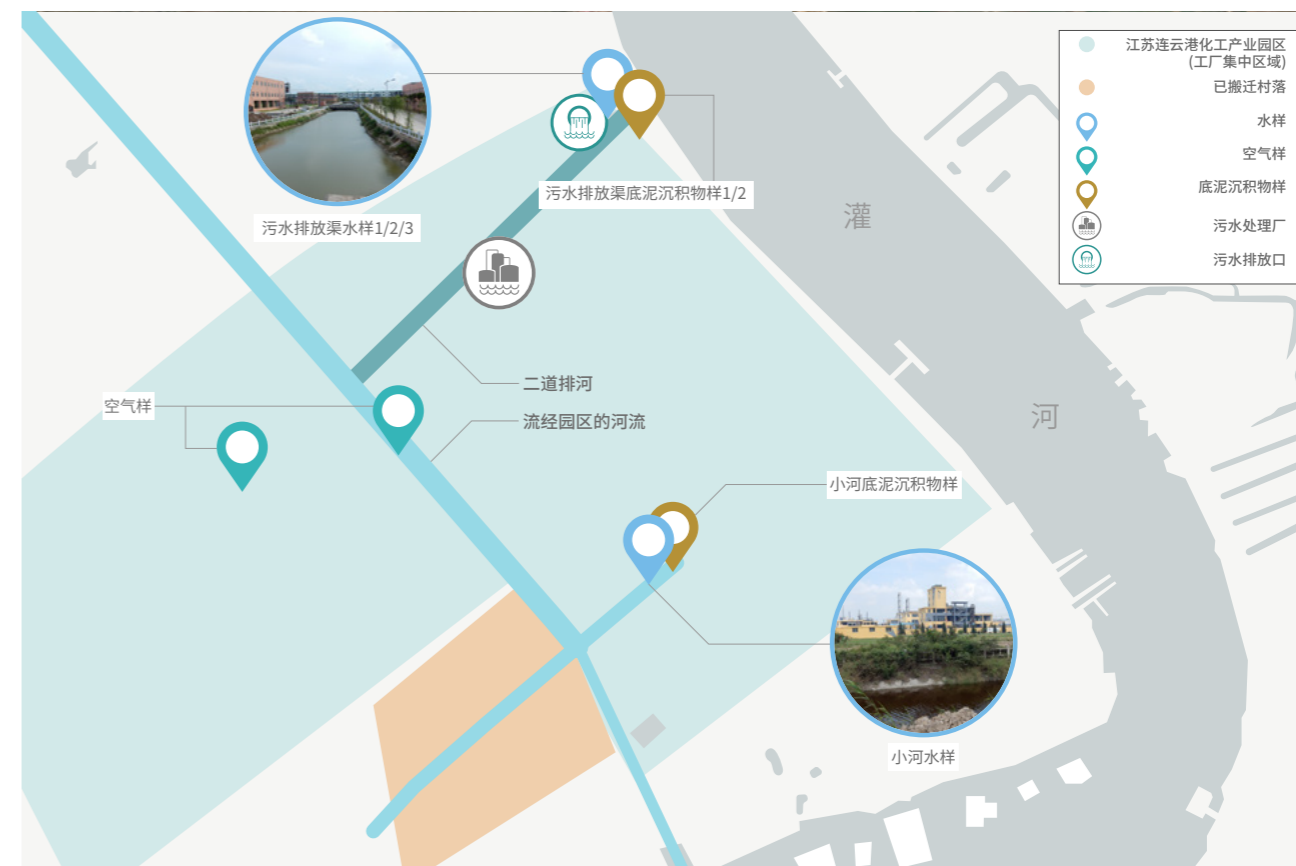 江苏连云港化工产业园区
(工厂集中区域)
已搬迁村落
水样
空气样
底泥沉积物样
污水处理厂
污水排放口
污水排放渠底泥沉积物样1/2
污水排放渠水样1/2/3
灌
河
二道排河
空气样
流经园区的河流
小河底泥沉积物样
小河水样